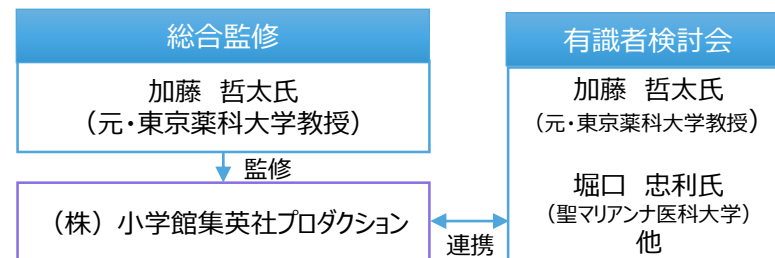 総合監修
加藤 哲太氏
（元・東京薬科大学教授）
監修
（株）小学館集英社プロダクション
連携
有識者検討会
加藤 哲太氏
（元・東京薬科大学教授）
堀口 忠利氏
（聖マリアンナ医科大学）
他